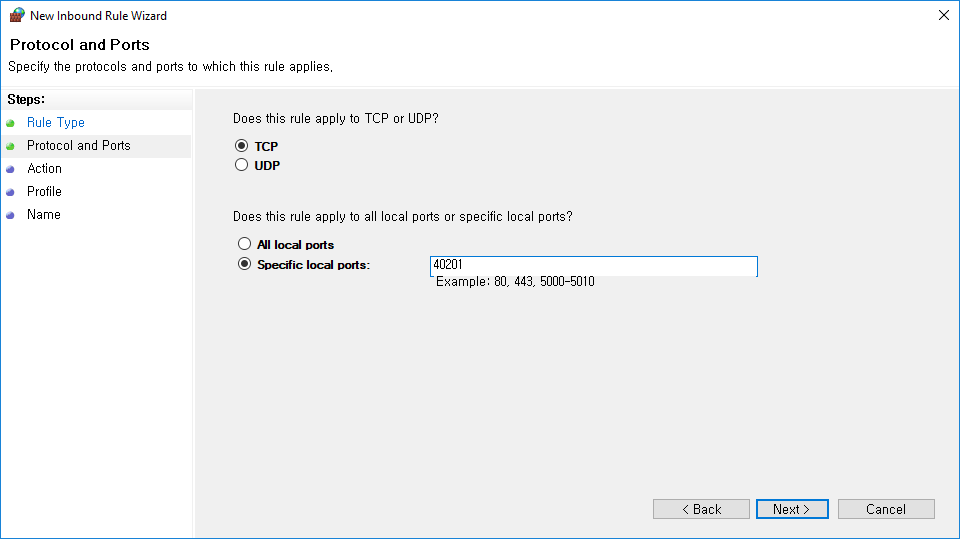 New Inbound Rule Wizard
Protocol and Ports
Specify the protocols and ports to which this rule applies.
Steps:
Rule Type
Protocol and Ports
Action
Profile
Name
Does this rule apply to TCP or UDP?
TCP
UDP
Does this rule apply to all local ports or specific local ports?
All local ports
Specific local ports:
40201
Example: 80, 443, 5000-5010
< Back
Next >
Cancel